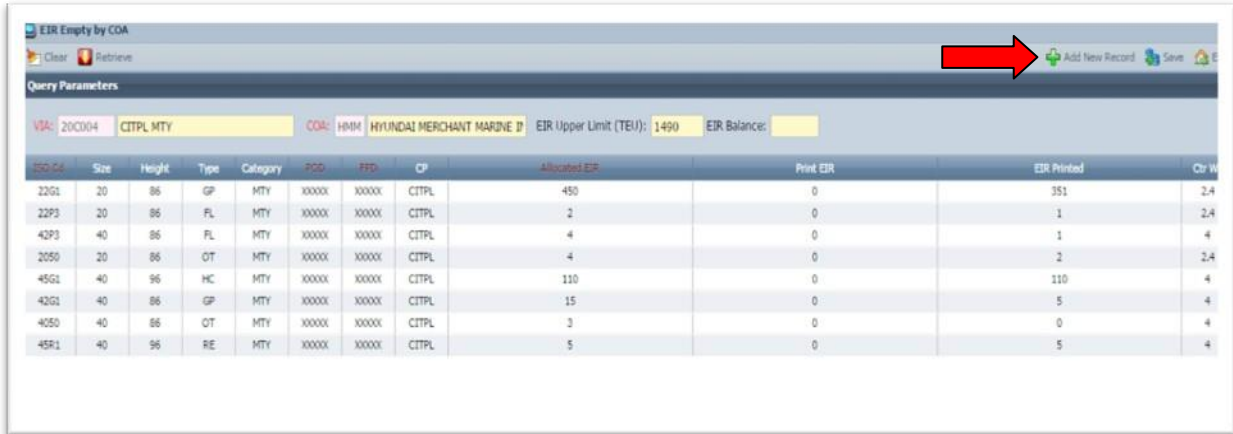 EIR Empty by COA
Clear Retrieve Add New Record Save E
Query Parameters
VIA: 20C004 CITPL MTY COA: HMM HYUNDAI MERCHANT MARINE IN EIR Upper Limit (TEU): 1490 EIR Balance:
ISO Cd Size Height Type Category POD FPD CP Allocated EIR Print EIR EIR Printed Ctr W
22G1 20 86 GP MTY XXXXX XXXXX CITPL 450 0 351 2.4
22P3 20 86 FL MTY XXXXX XXXXX CITPL 2 0 1 2.4
42P3 40 86 FL MTY XXXXX XXXXX CITPL 4 0 1 4
2050 20 86 OT MTY XXXXX XXXXX CITPL 4 0 2 2.4
45G1 40 96 HC MTY XXXXX XXXXX CITPL 110 0 110 4
42G1 40 86 GP MTY XXXXX XXXXX CITPL 15 0 5 4
4050 40 86 OT MTY XXXXX XXXXX CITPL 3 0 0 4
45R1 40 96 RE MTY XXXXX XXXXX CITPL 5 0 5 4